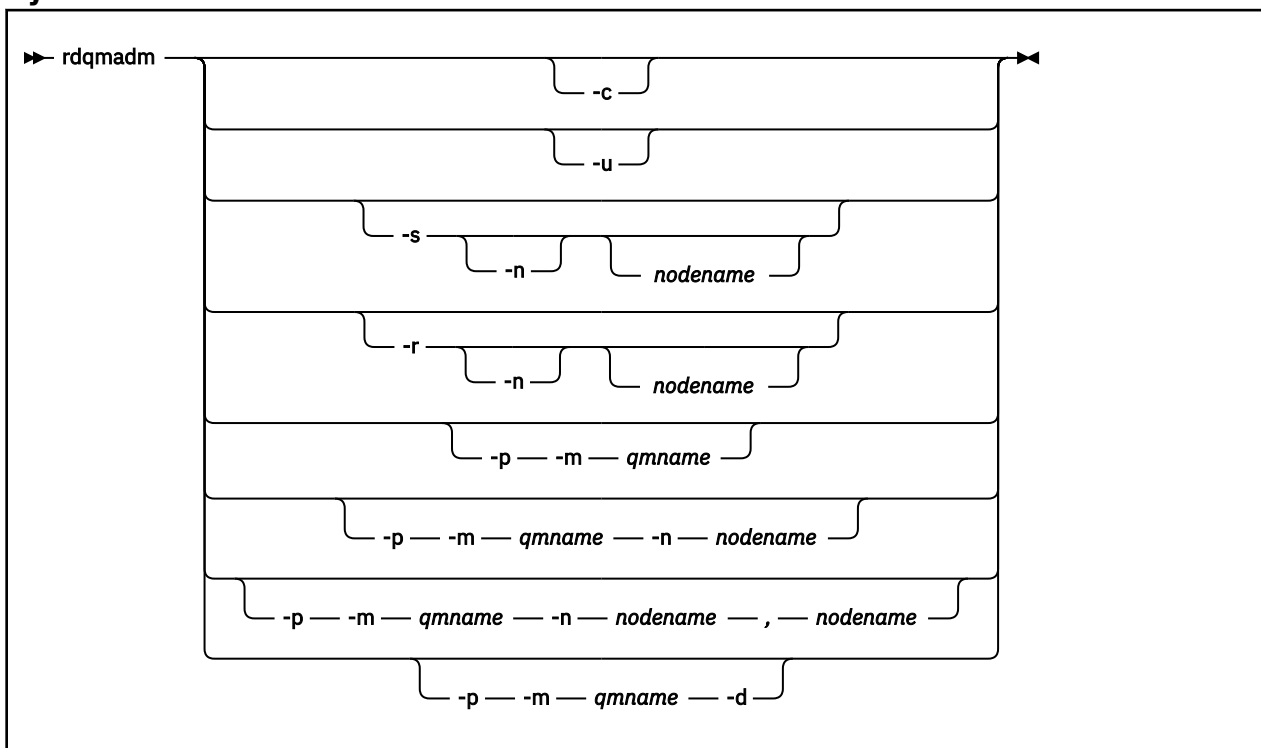 rdqmadm
-c
-u
-s
-n nodename
-r
-n nodename
-p -m qmname
-p -m qmname -n nodename
-p -m qmname -n nodename , nodename
-p -m qmname -d